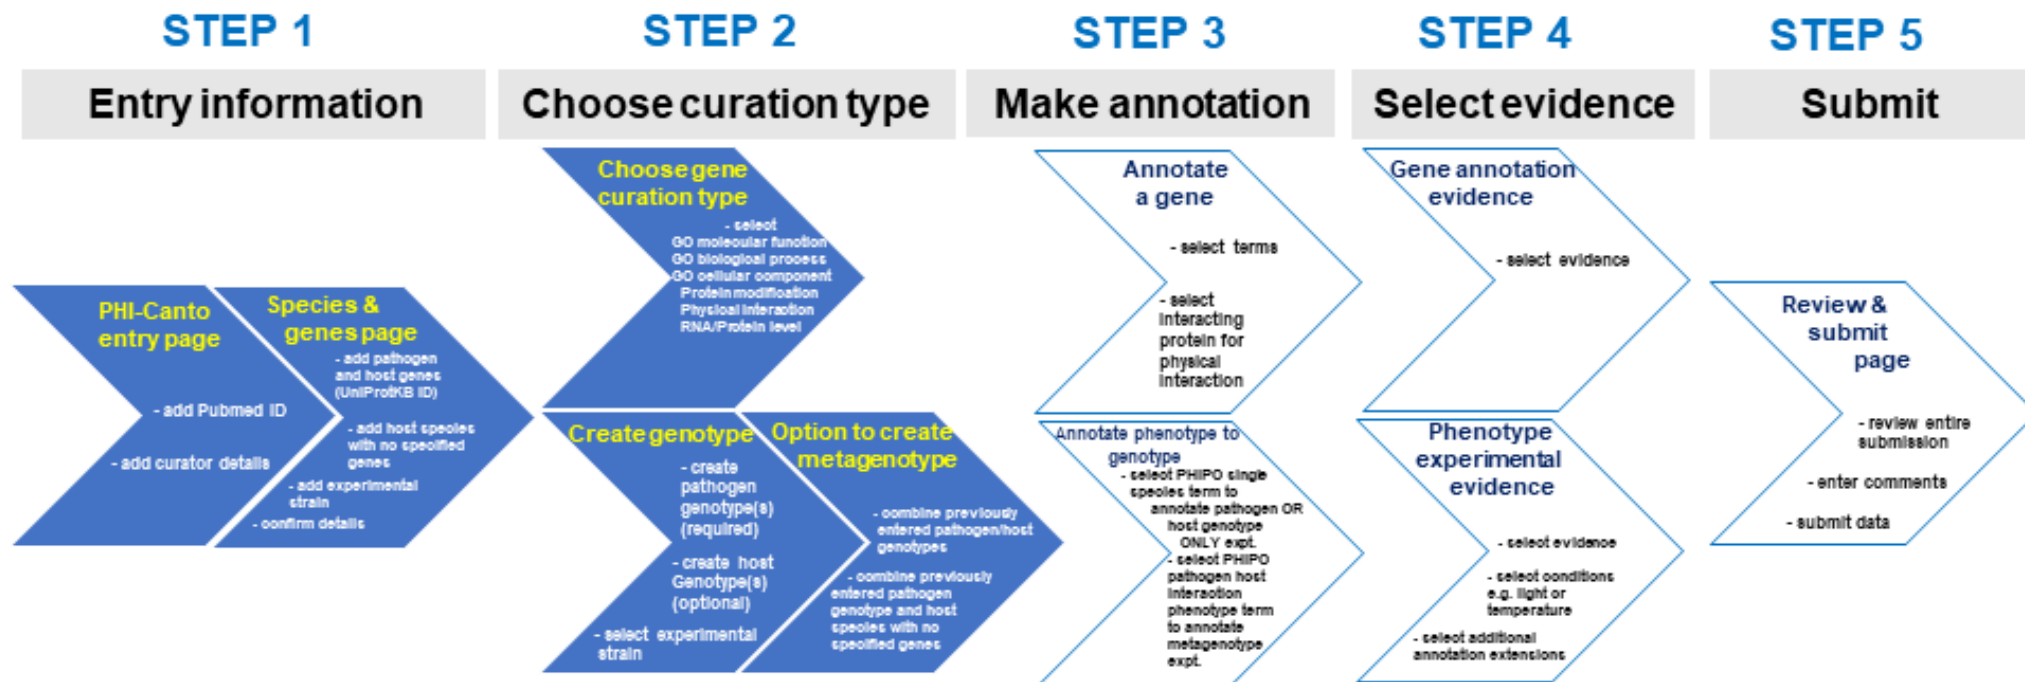 STEP 1
STEP 2
STEP 3
STEP 4
STEP 5
Entry information
Choose curation type
Make annotation
Select evidence
Submit
PHI-Canto
entry page
- add Pubmed ID
- add curator details
Species &
genes page
- add pathogen
and host genes
(UniProtKB ID)
- add host species
with no specified
genes
- add experimental
strain
- confirm details
Choose gene
curation type
- select
GO molecular function
GO biological process
GO cellular component
Protein modification
Physical interaction
RNA/Protein level
Create genotype
- create
pathogen
genotype(s)
(required)
- create host
Genotype(s)
(optional)
- select experimental
strain
Option to create
metagenotype
- combine previously
entered pathogen/host
genotypes
- combine previously
entered pathogen
genotype and host
species with no
specified genes
Annotate
a gene
- select terms
- select
interacting
protein for
physical
interaction
Annotate phenotype to
genotype
- select PHIPO single
species term to
annotate pathogen OR
host genotype
ONLY expt.
- select PHIPO
pathogen host
interaction
phenotype term
to annotate
metagenotype
expt.
Gene annotation
evidence
- select evidence
Phenotype
experimental
evidence
- select evidence
- select conditions
e.g. light or
temperature
- select additional
annotation extensions
Review &
submit
page
- review entire
submission
- enter comments
- submit data